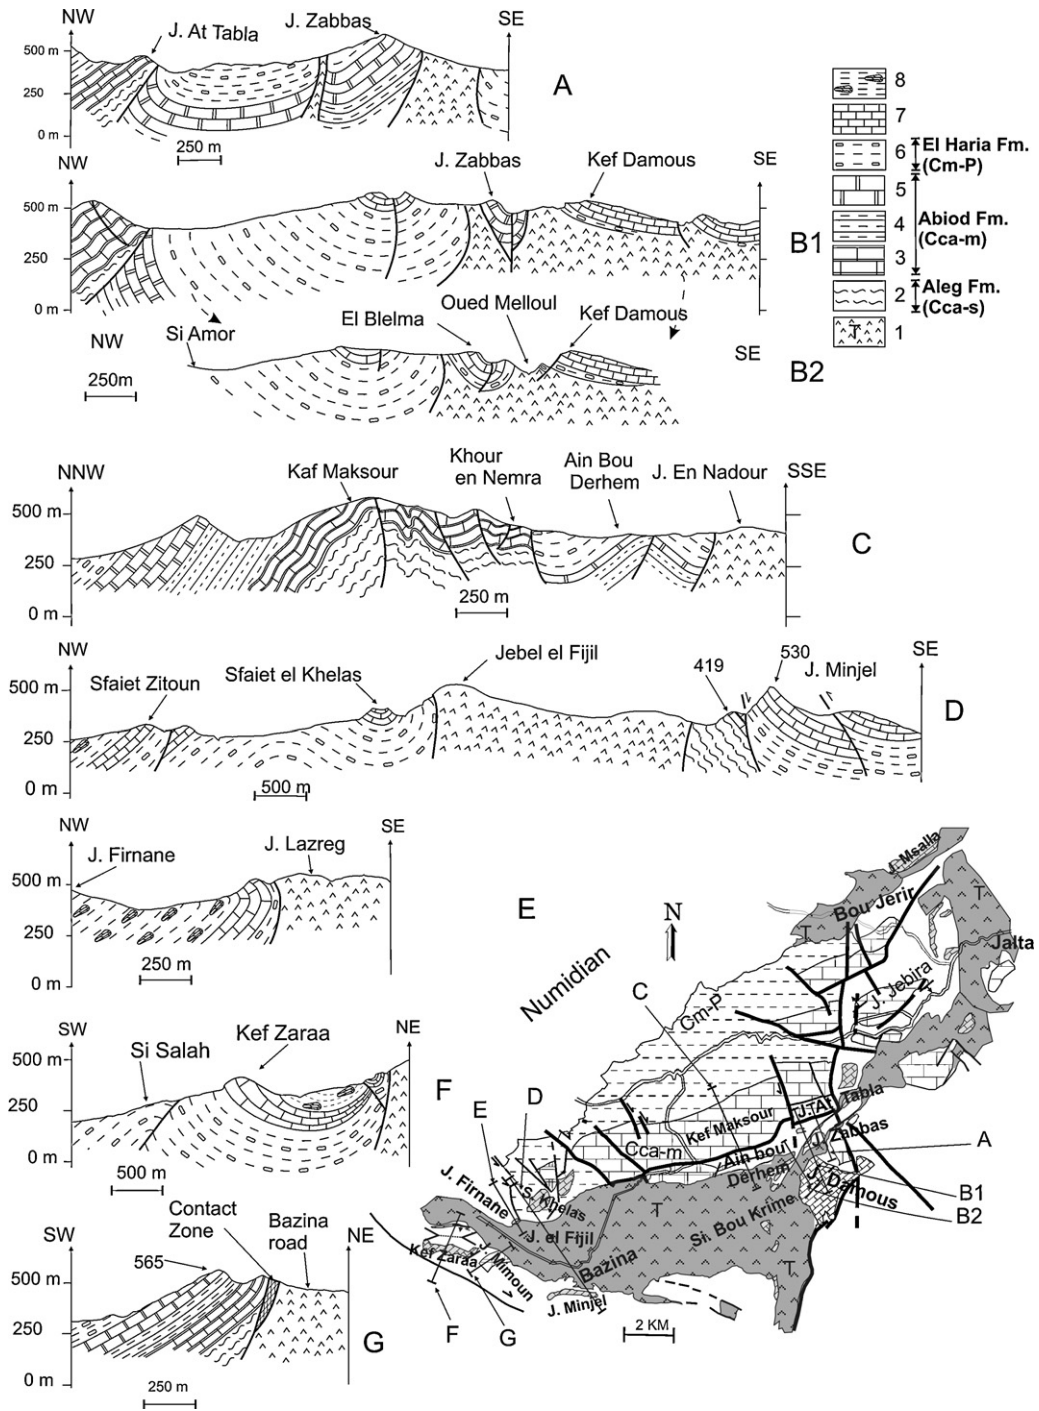 NW
SE
J. At Tabla
J. Zabbas
500 m
250
0 m
250 m
A
NW
SE
J. Zabbas
Kef Damous
500 m
250
0 m
B1
NW
Si Amor
El Blelma
Oued Melloul
Kef Damous
SE
250m
B2
8
7
6
El Haria Fm.
(Cm-P)
5
4
Abiod Fm.
(Cca-m)
3
2
Aleg Fm.
(Cca-s)
T
1
NNW
SSE
Kaf Maksour
Khour
en Nemra
Ain Bou
Derhem
J. En Nadour
500 m
250
0 m
250 m
C
NW
SE
Sfaiet Zitoun
Sfaiet el Khelas
Jebel el Fijil
419
530
J. Minjel
500 m
250
0 m
500 m
D
NW
SE
J. Firnane
J. Lazreg
500 m
250
0 m
250 m
E
SW
NE
Si Salah
Kef Zaraa
500 m
250
0 m
500 m
F
SW
NE
565
Contact
Zone
Bazina
road
500 m
250
0 m
250 m
G
N
Numidian
J. Msalla
Bou Jerir
T
T
Jalta
J. Jebira
Cm-P
C
Tabla
J. At
J. Zabbas
Kef Maksour
Cca-m
Ain bou
Derhem
J. Damous
Si. Bou Krime
T
T
A
B1
B2
E
D
J. Firnane
S. Khelas
J. el Fijil
Bazina
Kef Zaraa
J. Mimoun
J. Minjel
F
G
2 KM